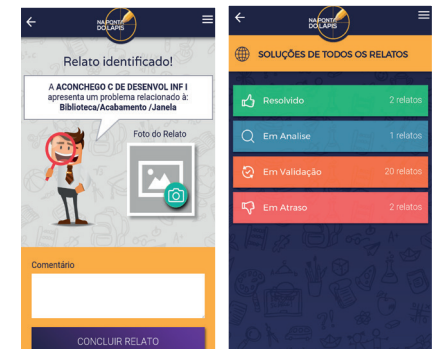 NA PONTA
DO LÁPIS
Relato identificado!
A ACONCHEGO C DE DESENVOL INF I
apresenta um problema relacionado à:
Biblioteca/Acabamento /Janela
Foto do Relato
Comentário
CONCLUIR RELATO
NA PONTA
DO LÁPIS
SOLUÇÕES DE TODOS OS RELATOS
Resolvido 2 relatos
Em Analise 1 relatos
Em Validação 20 relatos
Em Atraso 2 relatos